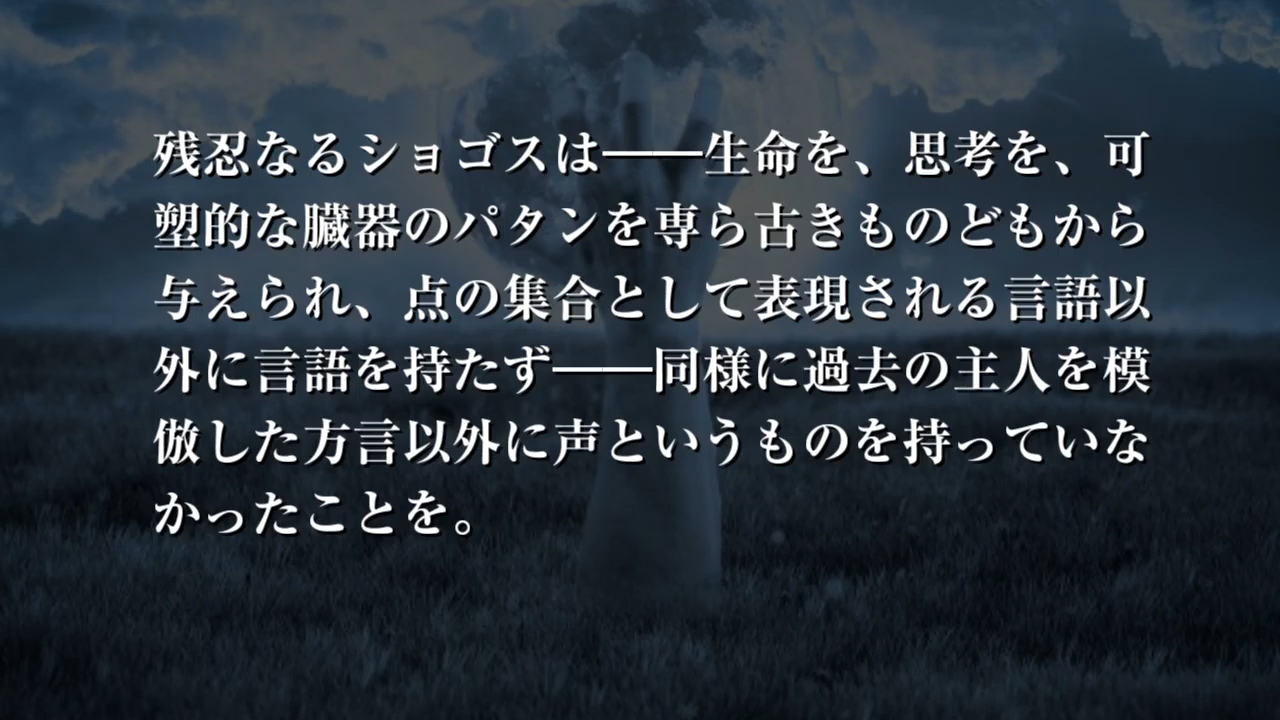 残忍なるショゴスは――生命を、思考を、可
塑的な臓器のパタンを専ら古きものどもから
与えられ、点の集合として表現される言語以
外に言語を持たず――同様に過去の主人を模
倣した方言以外に声というものを持っていな
かったことを。